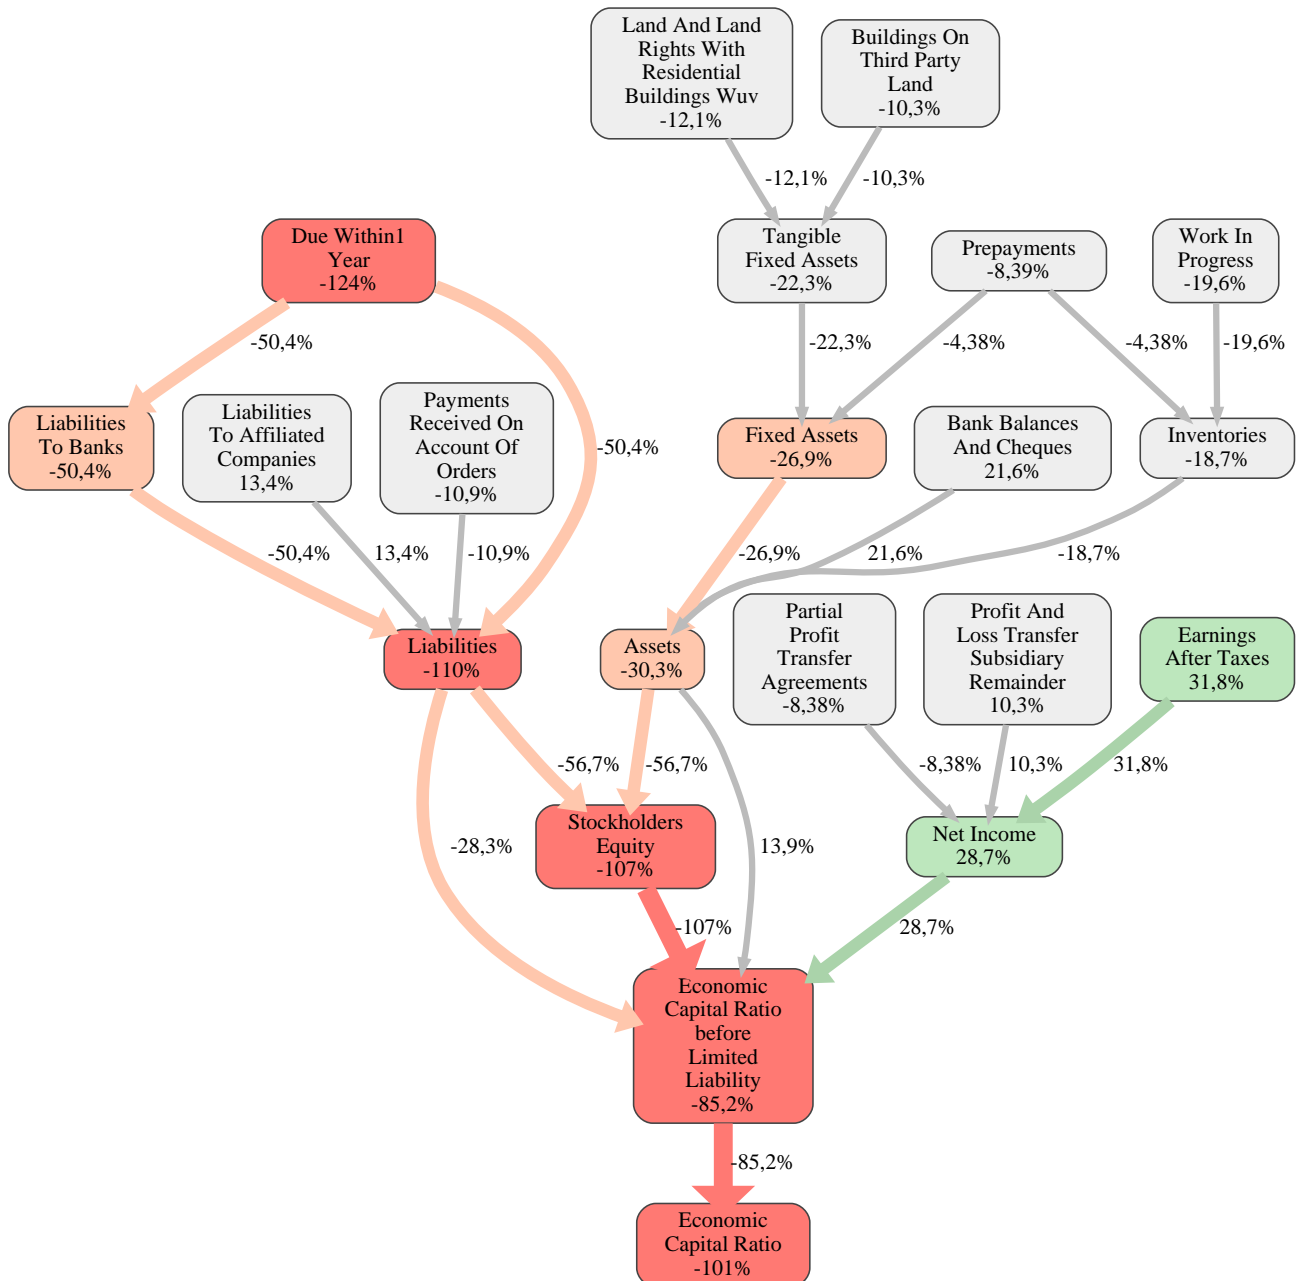 Land And Land
Rights With
Residential
Buildings Wuv
-12,1%
Buildings On
Third Party
Land
-10,3%
-12,1%
-10,3%
Due Within1
Year
-124%
Tangible
Fixed Assets
-22,3%
Prepayments
-8,39%
Work In
Progress
-19,6%
-50,4%
-22,3%
-4,38%
-4,38%
-19,6%
Liabilities
To Banks
-50,4%
Liabilities
To Affiliated
Companies
13,4%
Payments
Received On
Account Of
Orders
-10,9%
-50,4%
Fixed Assets
-26,9%
Bank Balances
And Cheques
21,6%
Inventories
-18,7%
-50,4%
13,4%
-10,9%
-26,9%
21,6%
-18,7%
Liabilities
-110%
Assets
-30,3%
Partial
Profit
Transfer
Agreements
-8,38%
Profit And
Loss Transfer
Subsidiary
Remainder
10,3%
Earnings
After Taxes
31,8%
-56,7%
-56,7%
-8,38%
10,3%
31,8%
-28,3%
Stockholders
Equity
-107%
13,9%
Net Income
28,7%
-107%
28,7%
Economic
Capital Ratio
before
Limited
Liability
-85,2%
-85,2%
Economic
Capital Ratio
-101%